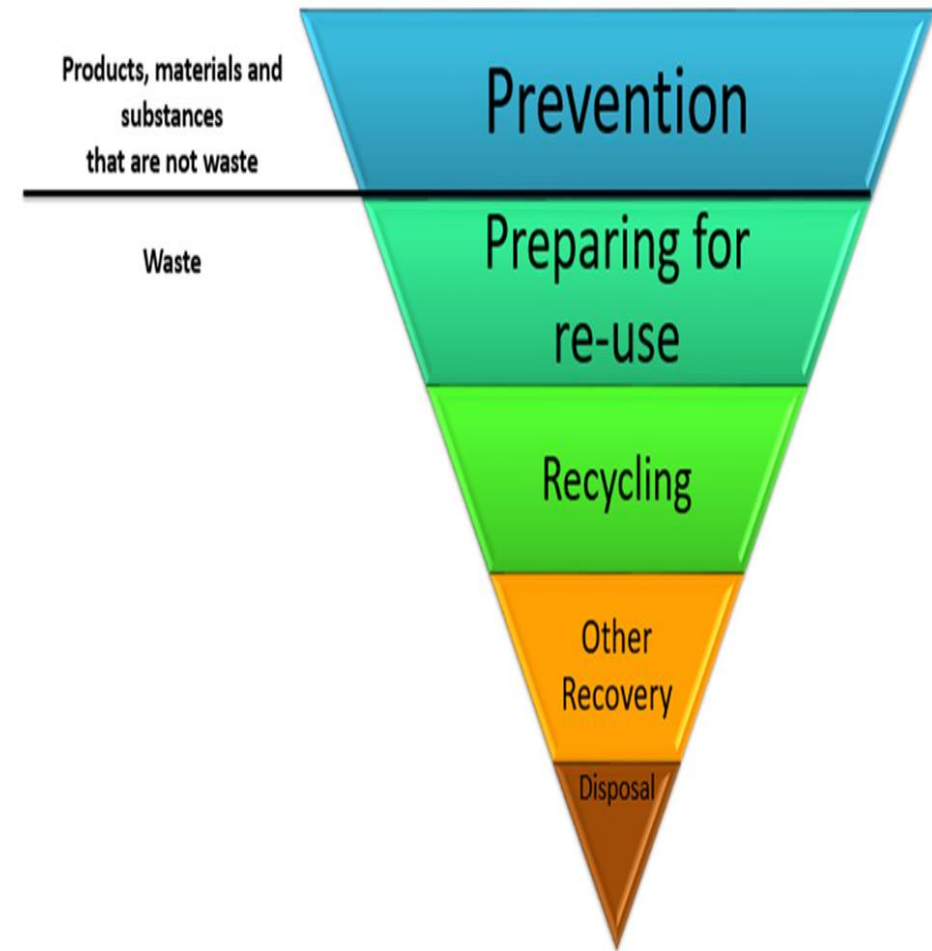 Products, materials and
substances
that are not waste
Prevention
Waste
Preparing for
re-use
Recycling
Other
Recovery
Disposal